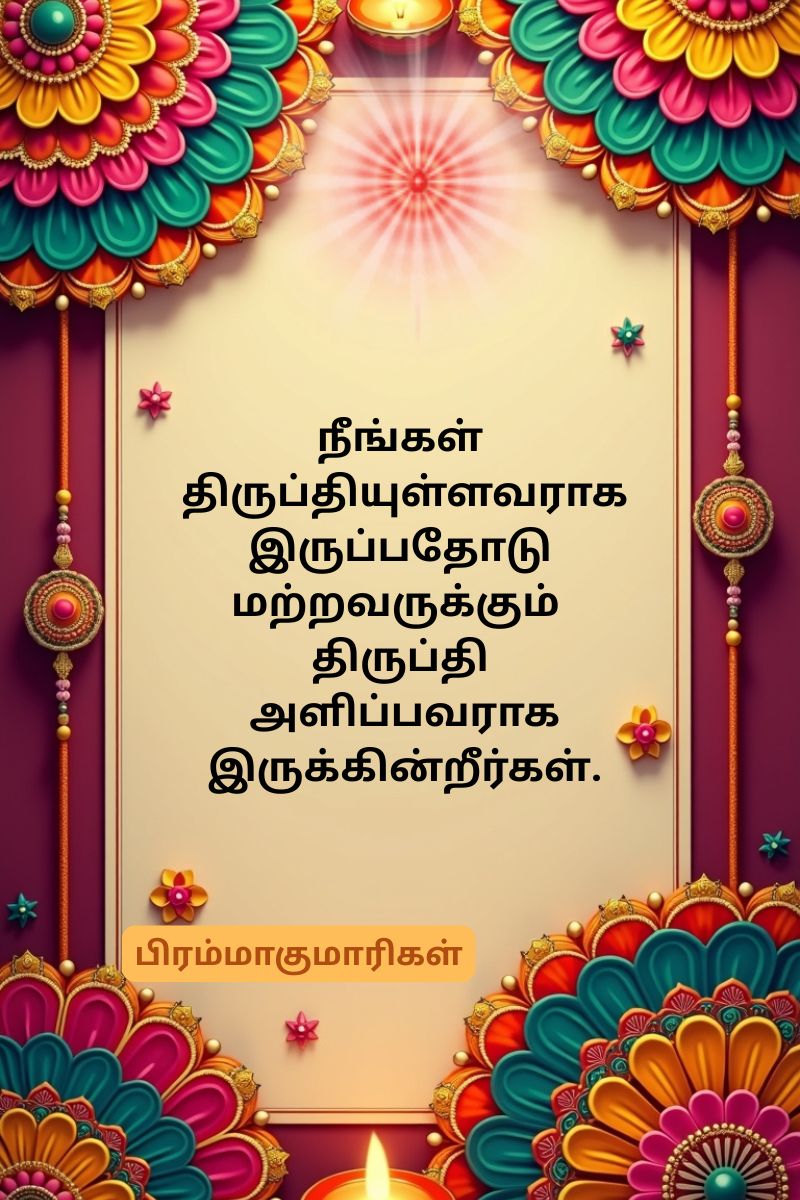 நீங்கள்
திருப்தியுள்ளவராக
இருப்பதோடு
மற்றவருக்கும்
திருப்தி
அளிப்பவராக
இருக்கின்றீர்கள்.
பிரம்மாகுமாரிகள்